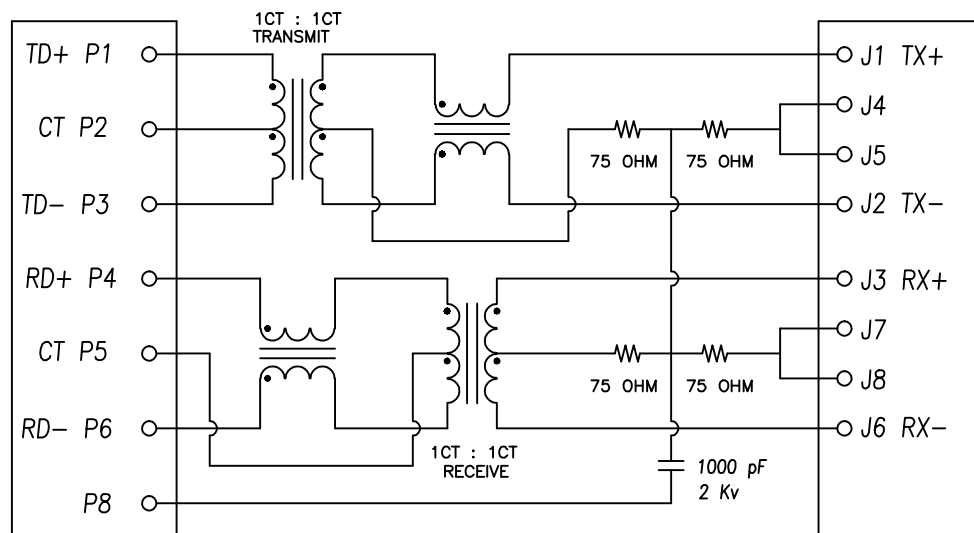 1CT : 1CT
TRANSMIT
TD+ P1
J1 TX+
J4
CT P2
75 OHM
75 OHM
J5
TD- P3
J2 TX-
RD+ P4
J3 RX+
J7
CT P5
75 OHM
75 OHM
J8
RD- P6
J6 RX-
1CT : 1CT
RECEIVE
1000 pF
2 Kv
P8